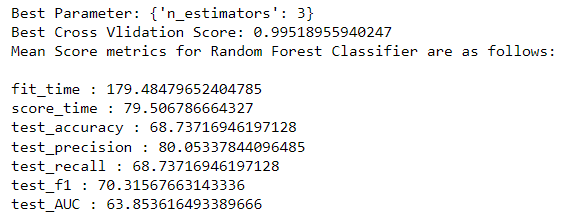 Best Parameter: {'n_estimators': 3}
Best Cross Vlidation Score: 0.99518955940247
Mean Score metrics for Random Forest Classifier are as follows:
fit_time : 179.48479652404785
score_time : 79.506786664327
test_accuracy : 68.73716946197128
test_precision : 80.05337844096485
test_recall : 68.73716946197128
test_f1 : 70.31567663143336
test_AUC : 63.853616493389666